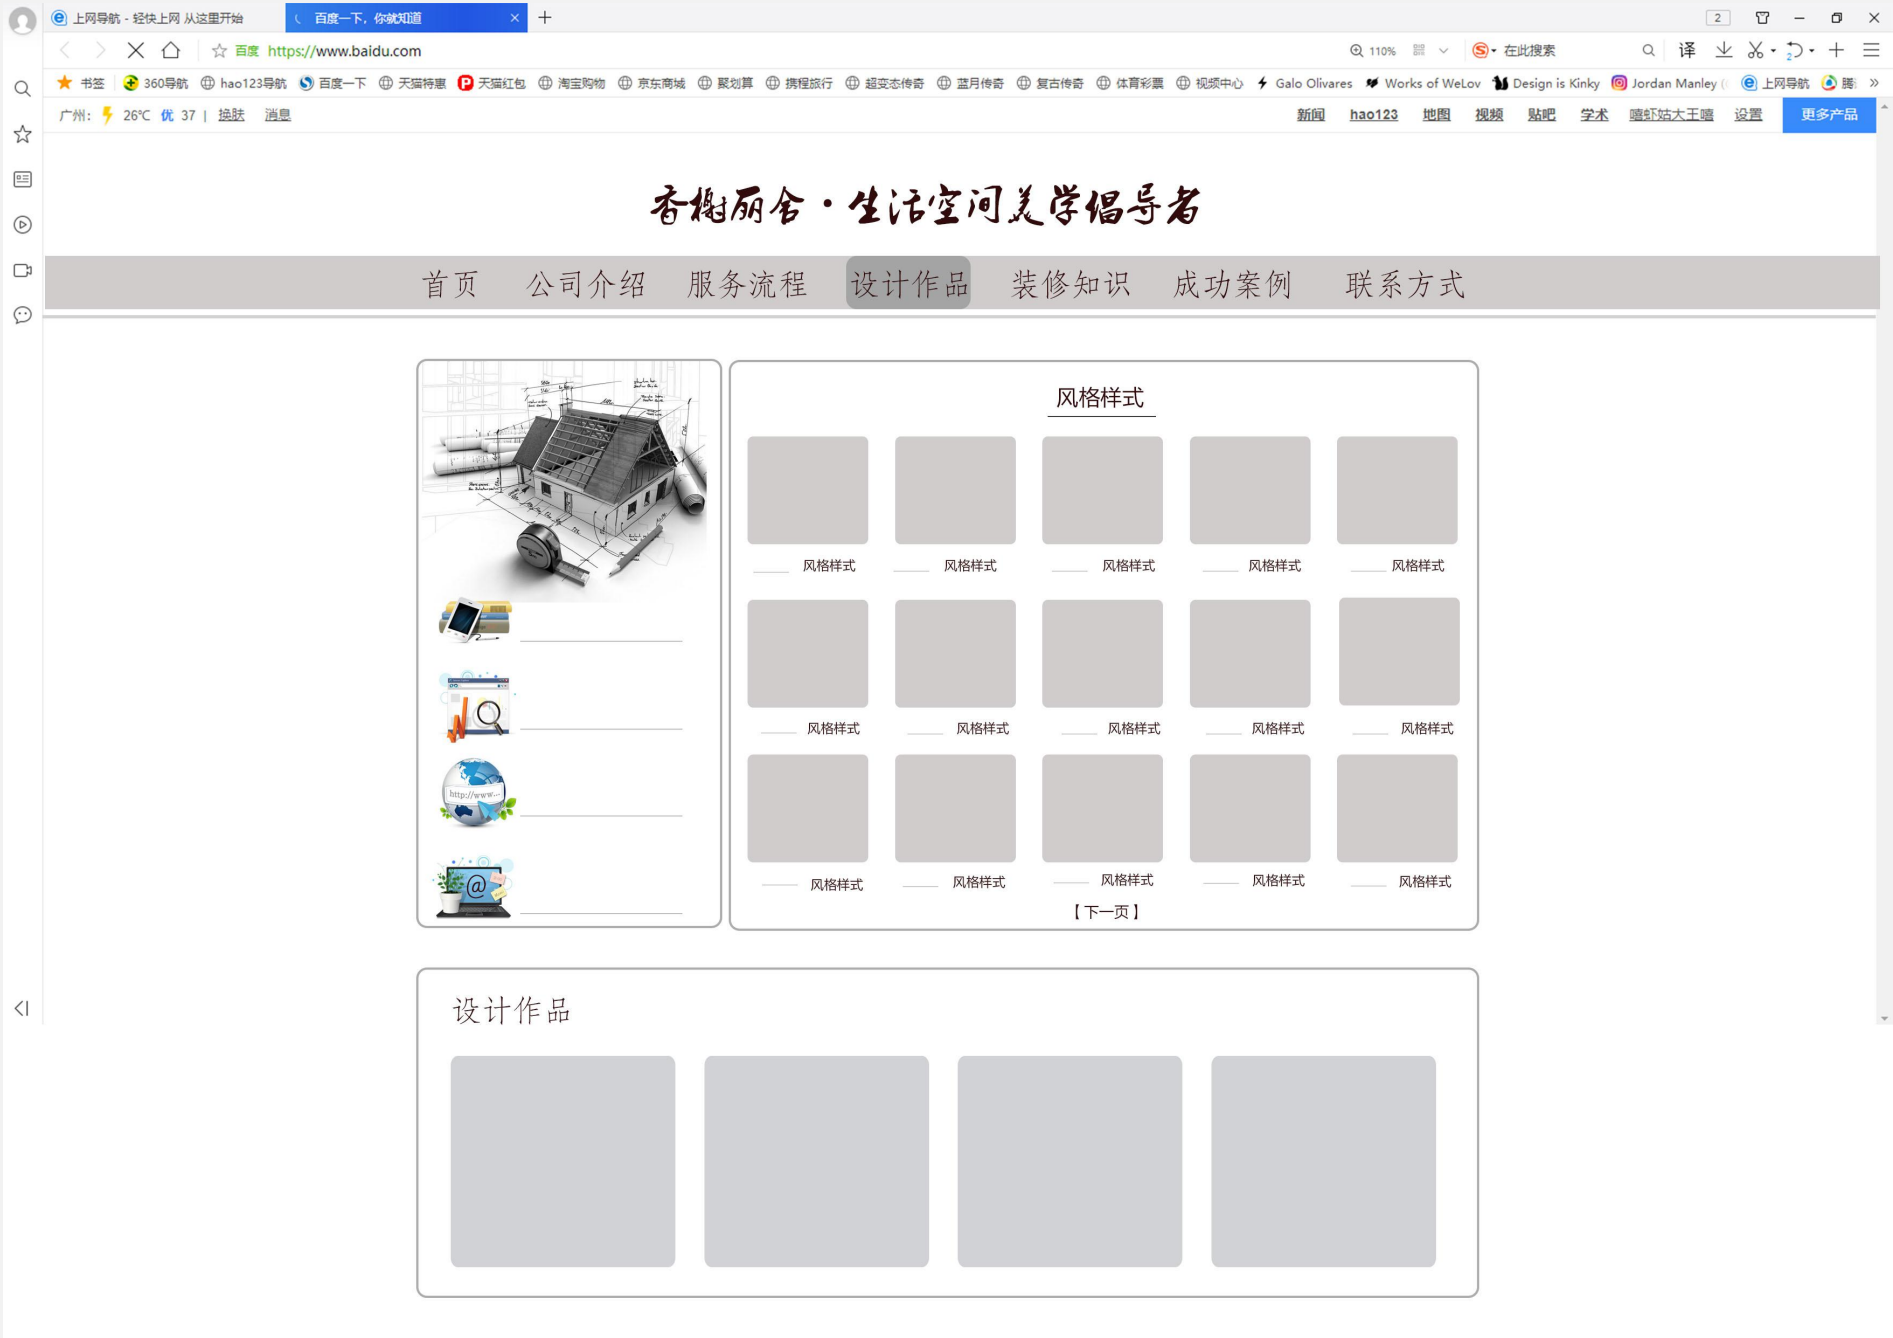 上网导航 - 轻快上网 从这里开始
百度一下，你就知道
2
百度 https://www.baidu.com
110%
在此搜索
译
书签 360导航 hao123导航 百度一下 天猫特惠 天猫红包 淘宝购物 京东商城 聚划算 携程旅行 超变态传奇 蓝月传奇 复古传奇 体育彩票 视频中心 Galo Olivares Works of WeLov Design is Kinky Jordan Manley 上网导航 腾
广州： 26℃ 优 37 | 换肤 消息
新闻 hao123 地图 视频 贴吧 学术 嘻虾姑大王嘻 设置 更多产品
香榭丽舍·生活空间美学倡导者
首页 公司介绍 服务流程 设计作品 装修知识 成功案例 联系方式
风格样式
风格样式 风格样式 风格样式 风格样式 风格样式
风格样式 风格样式 风格样式 风格样式 风格样式
http://www...
@
风格样式 风格样式 风格样式 风格样式 风格样式
【下一页】
设计作品